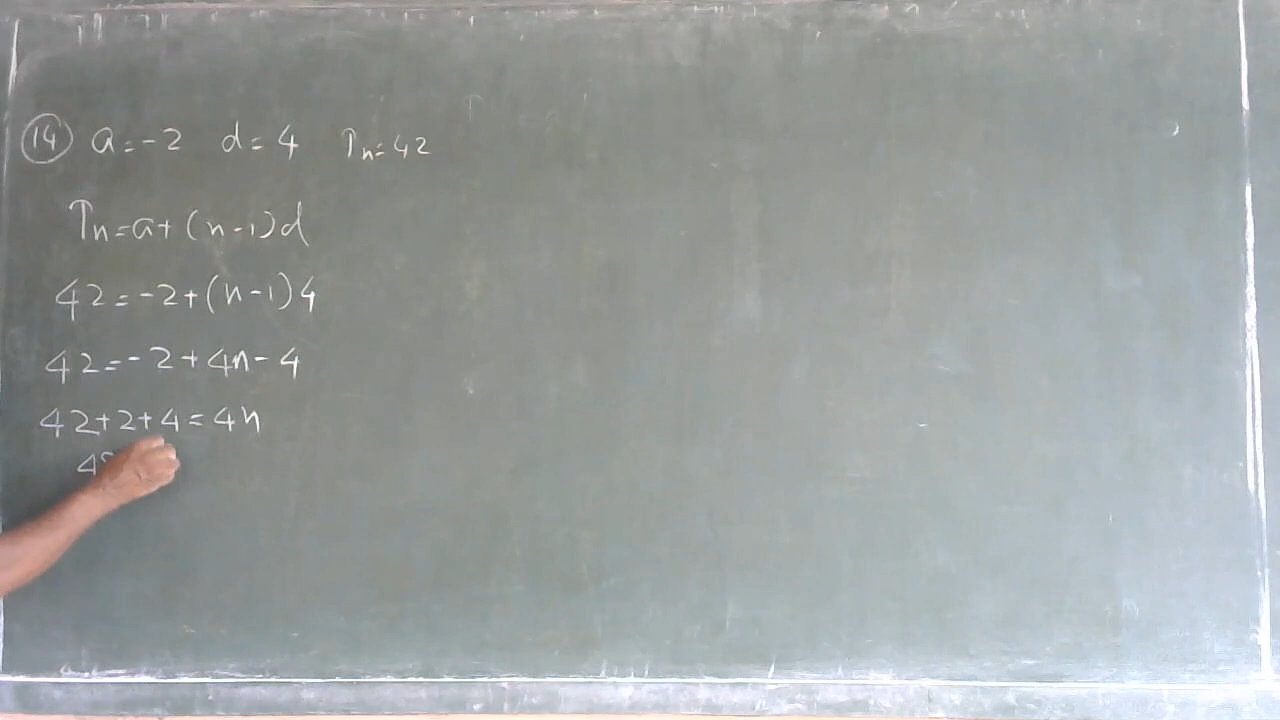 14 a=-2 d=4 Tn=42
Tn=a+(n-1)d
42=-2+(n-1)4
42=-2+4n-4
42+2+4=4n